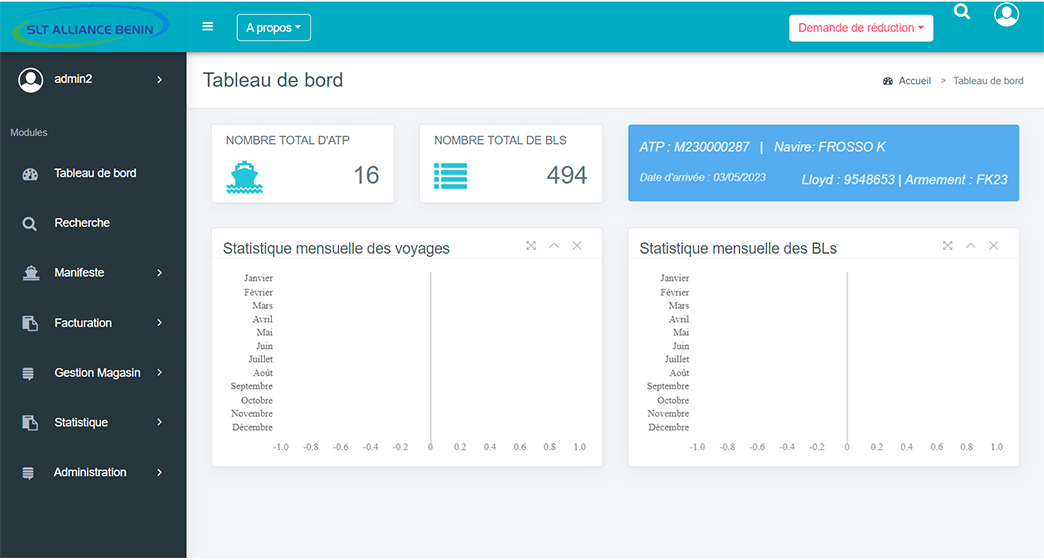 SLT ALLIANCE BENIN
A propos
Demande de réduction
admin2
Tableau de bord
Accueil > Tableau de bord
Modules
Tableau de bord
Recherche
Manifeste
Facturation
Gestion Magasin
Statistique
Administration
NOMBRE TOTAL D'ATP
16
NOMBRE TOTAL DE BLS
494
ATP : M230000287 | Navire: FROSSO K
Date d'arrivée : 03/05/2023
Lloyd : 9548653 | Armement : FK23
Statistique mensuelle des voyages
Janvier
Février
Mars
Avril
Mai
Juin
Juillet
Août
Septembre
Octobre
Novembre
Décembre
-1.0 -0.8 -0.6 -0.4 -0.2 0 0.2 0.4 0.6 0.8 1.0
Statistique mensuelle des BLs
Janvier
Février
Mars
Avril
Mai
Juin
Juillet
Août
Septembre
Octobre
Novembre
Décembre
-1.0 -0.8 -0.6 -0.4 -0.2 0 0.2 0.4 0.6 0.8 1.0